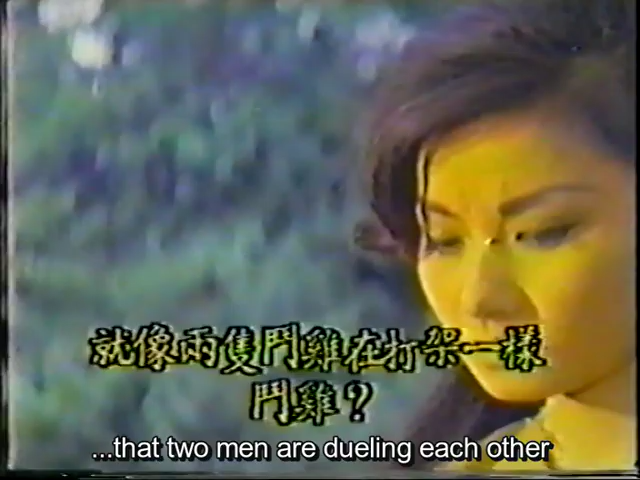 就像兩隻鬥雞在打架一樣
鬥雞？
...that two men are dueling each other